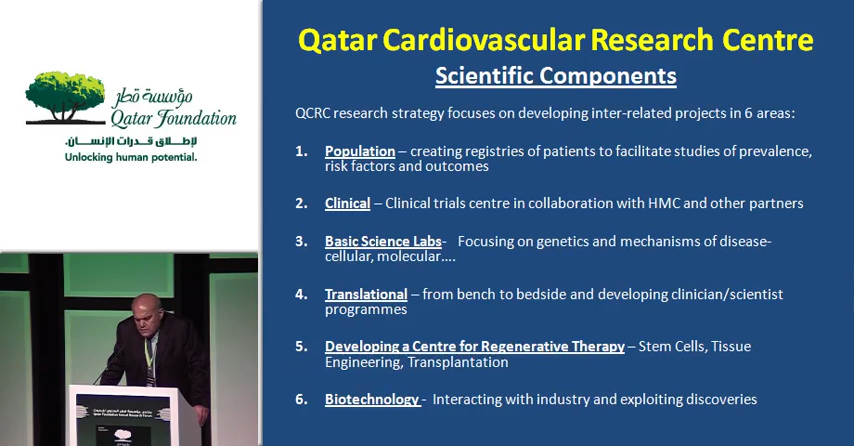 مؤسسة قطر
Qatar Foundation
لإطلاق قدرات الإنسان.
Unlocking human potential.
Qatar Cardiovascular Research Centre
Scientific Components
QCRC research strategy focuses on developing inter-related projects in 6 areas:
1. Population – creating registries of patients to facilitate studies of prevalence,
risk factors and outcomes
2. Clinical – Clinical trials centre in collaboration with HMC and other partners
3. Basic Science Labs- Focusing on genetics and mechanisms of disease-
cellular, molecular….
4. Translational – from bench to bedside and developing clinician/scientist
programmes
5. Developing a Centre for Regenerative Therapy – Stem Cells, Tissue
Engineering, Transplantation
6. Biotechnology - Interacting with industry and exploiting discoveries
Qatar Foundation Annual Research Forum